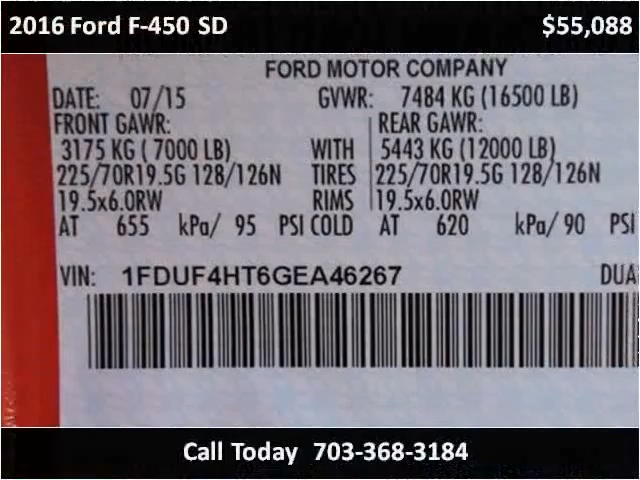 2016 Ford F-450 SD $55,088
FORD MOTOR COMPANY
DATE: 07/15 GVWR: 7484 KG (16500 LB)
FRONT GAWR: REAR GAWR:
3175 KG ( 7000 LB) WITH 5443 KG (12000 LB)
225/70R19.5G 128/126N TIRES 225/70R19.5G 128/126N
19.5x6.0RW RIMS 19.5x6.0RW
AT 655 kPa/ 95 PSI COLD AT 620 kPa/ 90 PSI
VIN: 1FDUF4HT6GEA46267 DUA
Call Today 703-368-3184